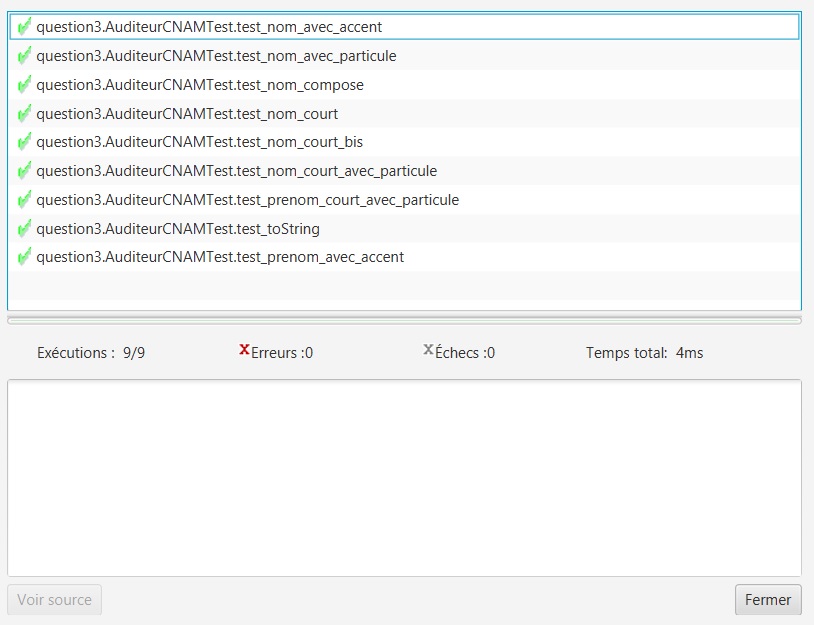 question3.AuditeurCNAMTest.test_nom_avec_accent
question3.AuditeurCNAMTest.test_nom_avec_particule
question3.AuditeurCNAMTest.test_nom_compose
question3.AuditeurCNAMTest.test_nom_court
question3.AuditeurCNAMTest.test_nom_court_bis
question3.AuditeurCNAMTest.test_nom_court_avec_particule
question3.AuditeurCNAMTest.test_prenom_court_avec_particule
question3.AuditeurCNAMTest.test_toString
question3.AuditeurCNAMTest.test_prenom_avec_accent
Exécutions : 9/9 XErreurs :0 XÉchecs :0 Temps total: 4ms
Voir source Fermer